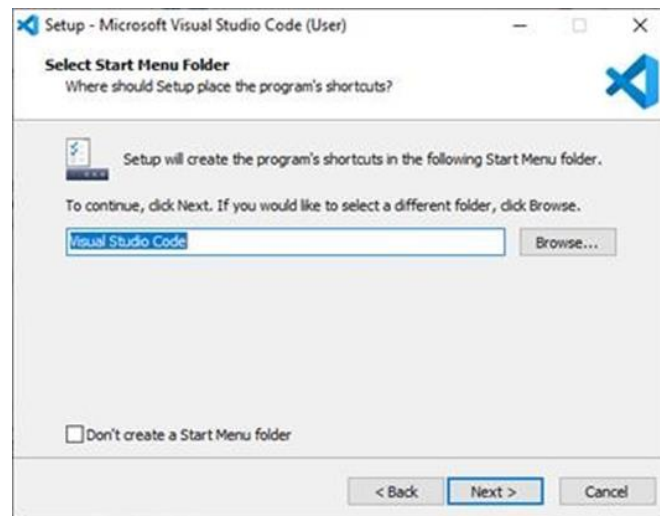 Setup - Microsoft Visual Studio Code (User)
Select Start Menu Folder
Where should Setup place the program's shortcuts?
Setup will create the program's shortcuts in the following Start Menu folder.
To continue, click Next. If you would like to select a different folder, click Browse.
Visual Studio Code
Browse...
Don't create a Start Menu folder
< Back Next > Cancel